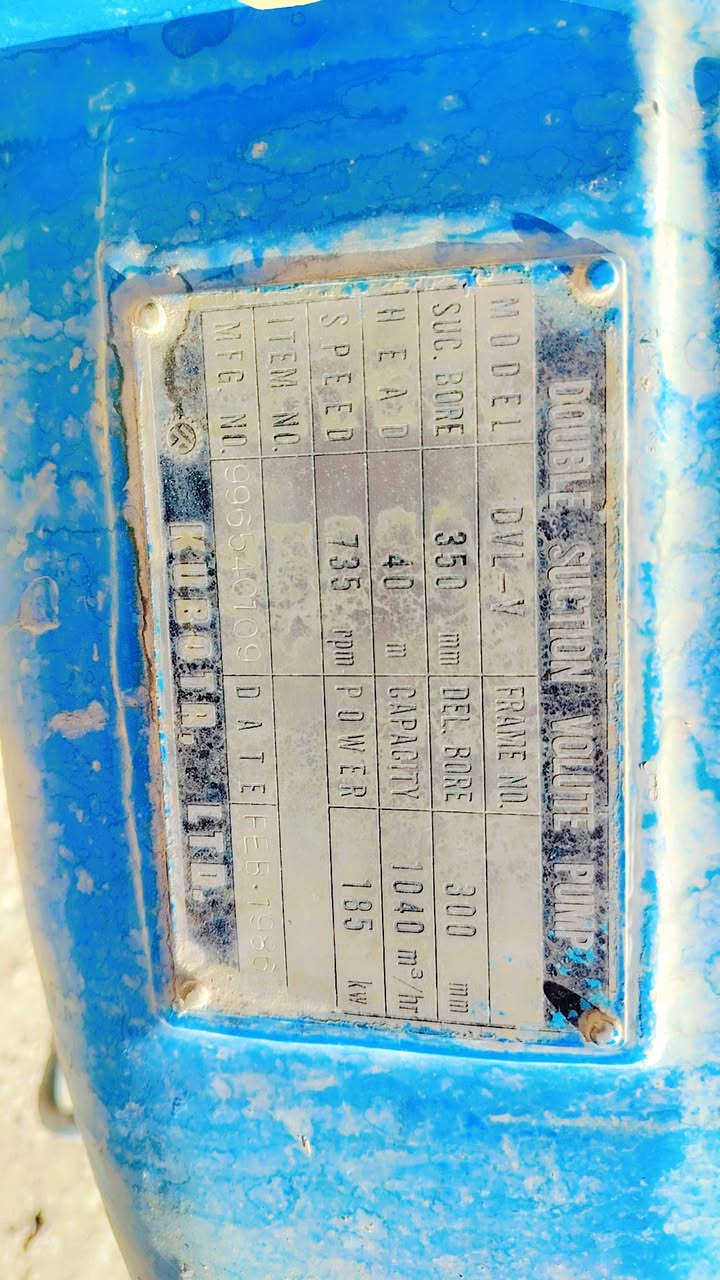 DOUBLE SUCTION VOLUTE PUMP
MODEL DVL-V FRAME NO.
SUC. BORE 350 mm DEL. BORE 300 mm
HEAD 40 m CAPACITY 1040 m³/hr
SPEED 735 rpm POWER 185 kW
ITEM NO.
MFG. NO. 996540109 DATE FEB.1986
KUBOTA, LTD.